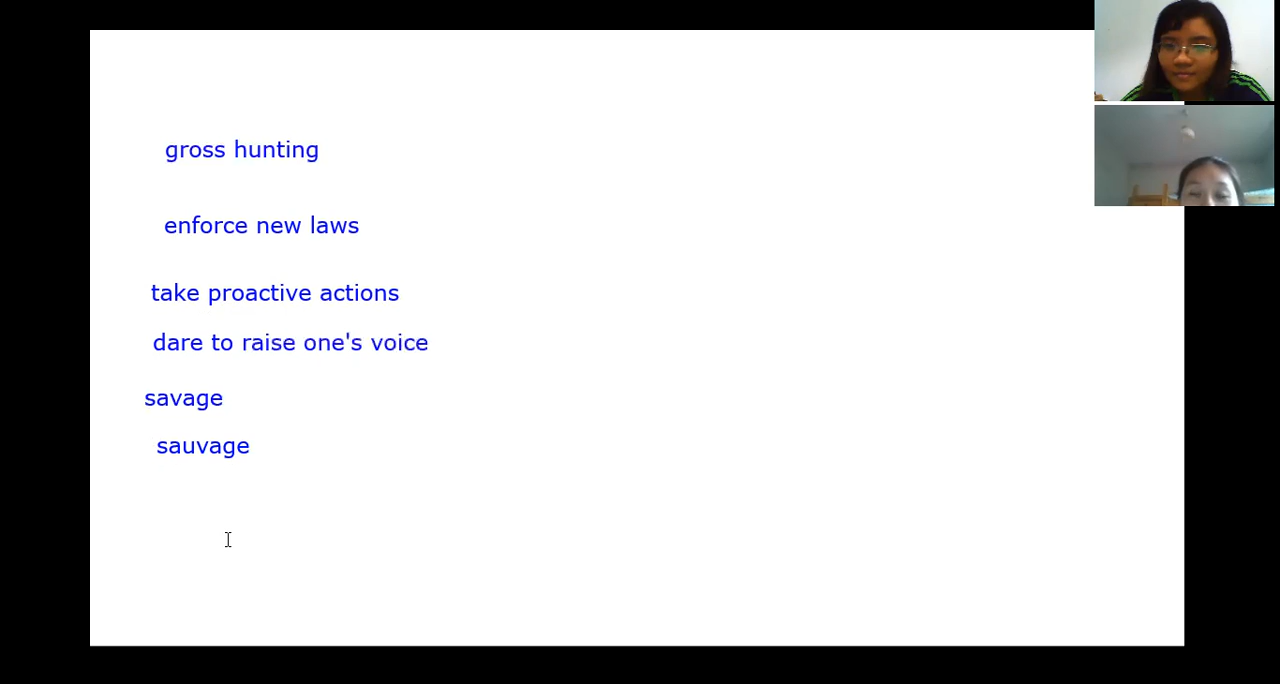 gross hunting
enforce new laws
take proactive actions
dare to raise one's voice
savage
sauvage